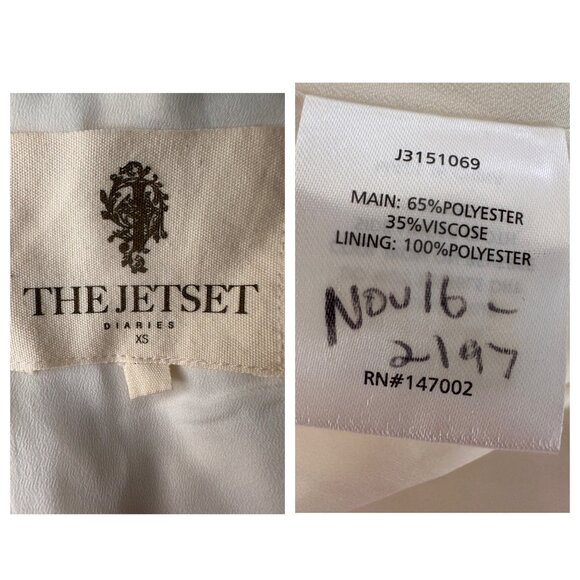 THE JETSET
DIARIES
XS
J3151069
MAIN: 65%POLYESTER
35%VISCOSE
LINING: 100%POLYESTER
NOV16-
2197
RN#147002